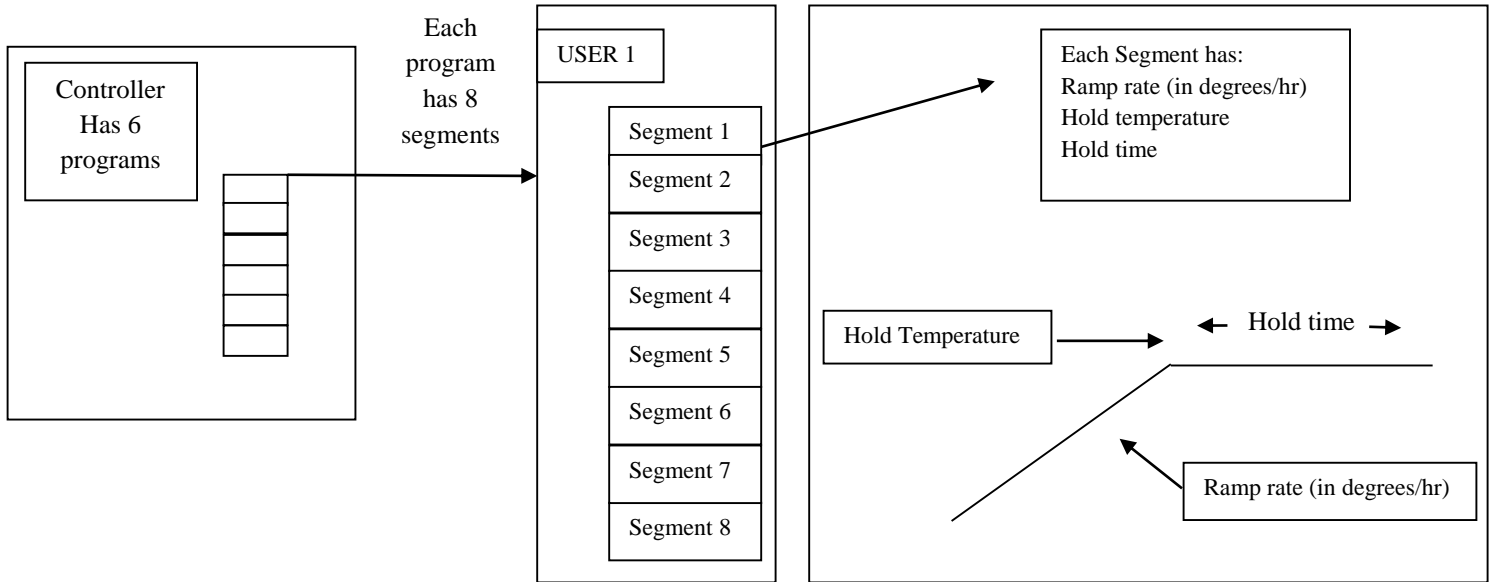 Controller
Has 6
programs
Each
program
has 8
segments
USER 1
Segment 1
Segment 2
Segment 3
Segment 4
Segment 5
Segment 6
Segment 7
Segment 8
Each Segment has:
Ramp rate (in degrees/hr)
Hold temperature
Hold time
Hold Temperature
Hold time
Ramp rate (in degrees/hr)